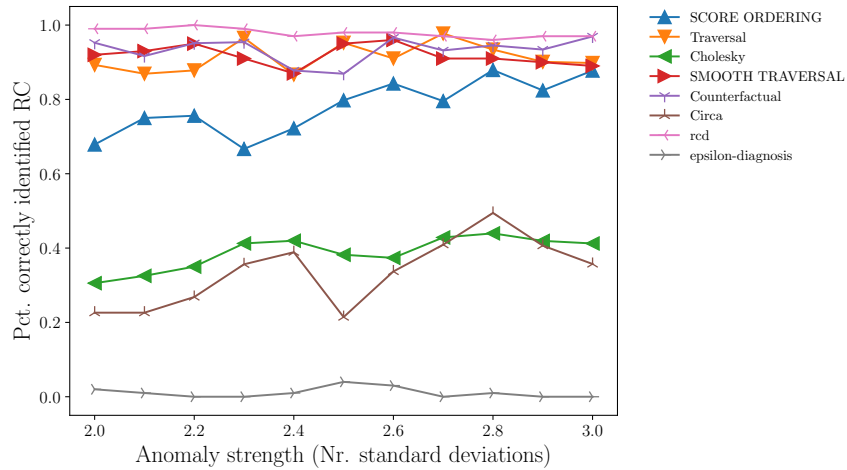 Pct. correctly identified RC
1.0
0.8
0.6
0.4
0.2
0.0
2.0 2.2 2.4 2.6 2.8 3.0
Anomaly strength (Nr. standard deviations)
SCORE ORDERING
Traversal
Cholesky
SMOOTH TRAVERSAL
Counterfactual
Circa
rcd
epsilon-diagnosis